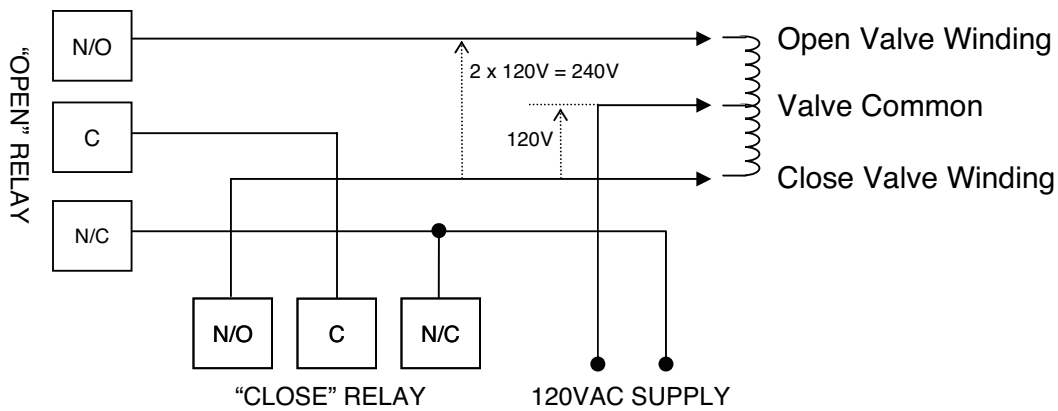 “OPEN” RELAY
N/O
C
N/C
2 x 120V = 240V
120V
Open Valve Winding
Valve Common
Close Valve Winding
N/O
C
N/C
“CLOSE” RELAY
120VAC SUPPLY